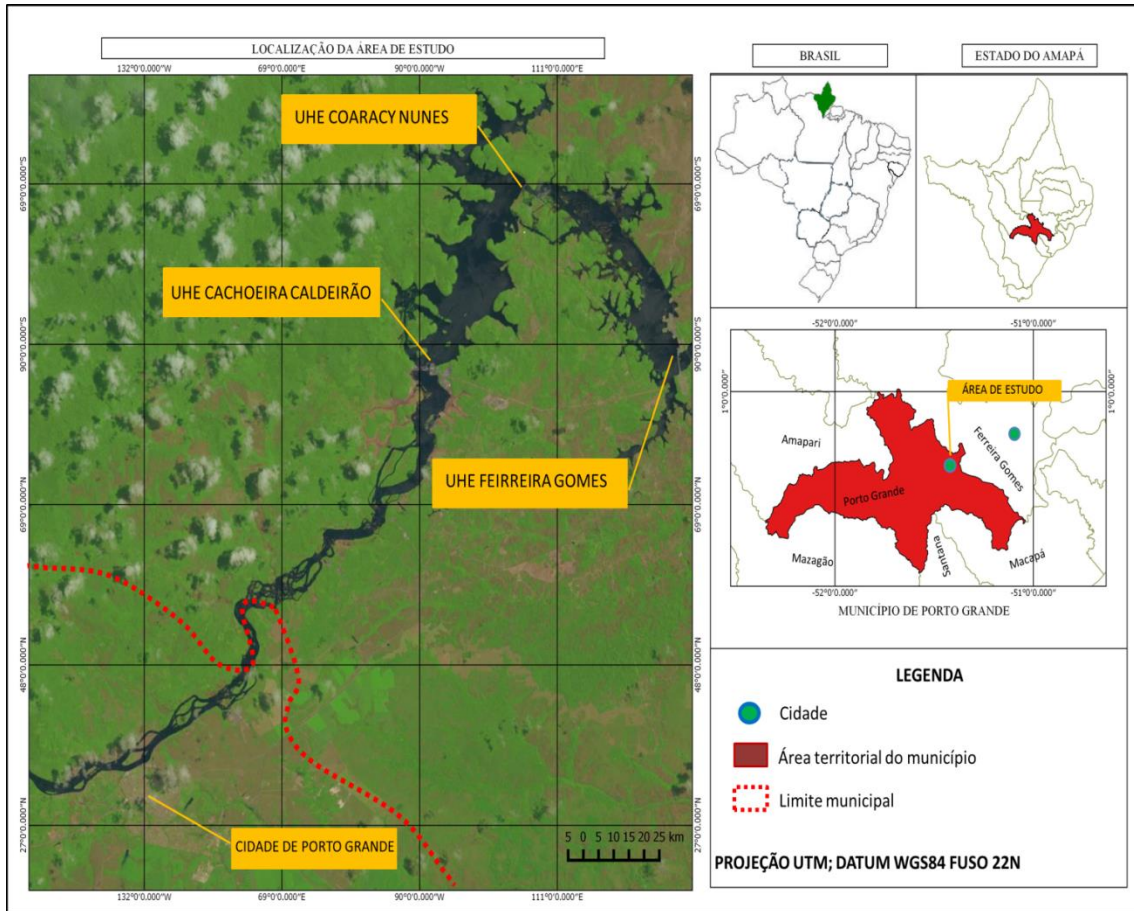 LOCALIZAÇÃO DA ÁREA DE ESTUDO
132°0'0.000"W 69°0'0.000"E 90°0'0.000"W 111°0'0.000"E
UHE COARACY NUNES
69°0'0.000"S
69°0'0.000"S
UHE CACHOEIRA CALDEIRÃO
90°0'0.000"S
90°0'0.000"S
UHE FEIRREIRA GOMES
69°0'0.000"N
69°0'0.000"N
48°0'0.000"N
48°0'0.000"N
27°0'0.000"N
27°0'0.000"N
CIDADE DE PORTO GRANDE
5 0 5 10 15 20 25 km
132°0'0.000"W 69°0'0.000"E 90°0'0.000"W 111°0'0.000"E
BRASIL
ESTADO DO AMAPÁ
-52°0'0.000" -51°0'0.000"
1°0'0.000"
1°0'0.000"
ÁREA DE ESTUDO
Amapari
Ferreira Gomes
Porto Grande
Mazagão
Santana
Macapá
-52°0'0.000" -51°0'0.000"
MUNICÍPIO DE PORTO GRANDE
LEGENDA
Cidade
Área territorial do município
Limite municipal
PROJEÇÃO UTM; DATUM WGS84 FUSO 22N